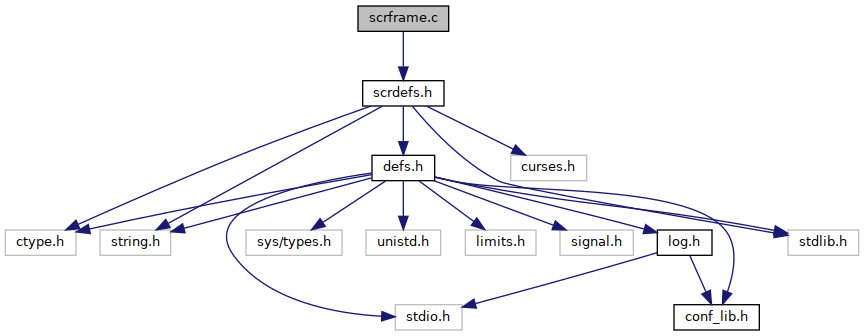 scrframe.c
scrdefs.h
defs.h
curses.h
ctype.h
string.h
sys/types.h
unistd.h
limits.h
signal.h
log.h
stdlib.h
stdio.h
conf_lib.h